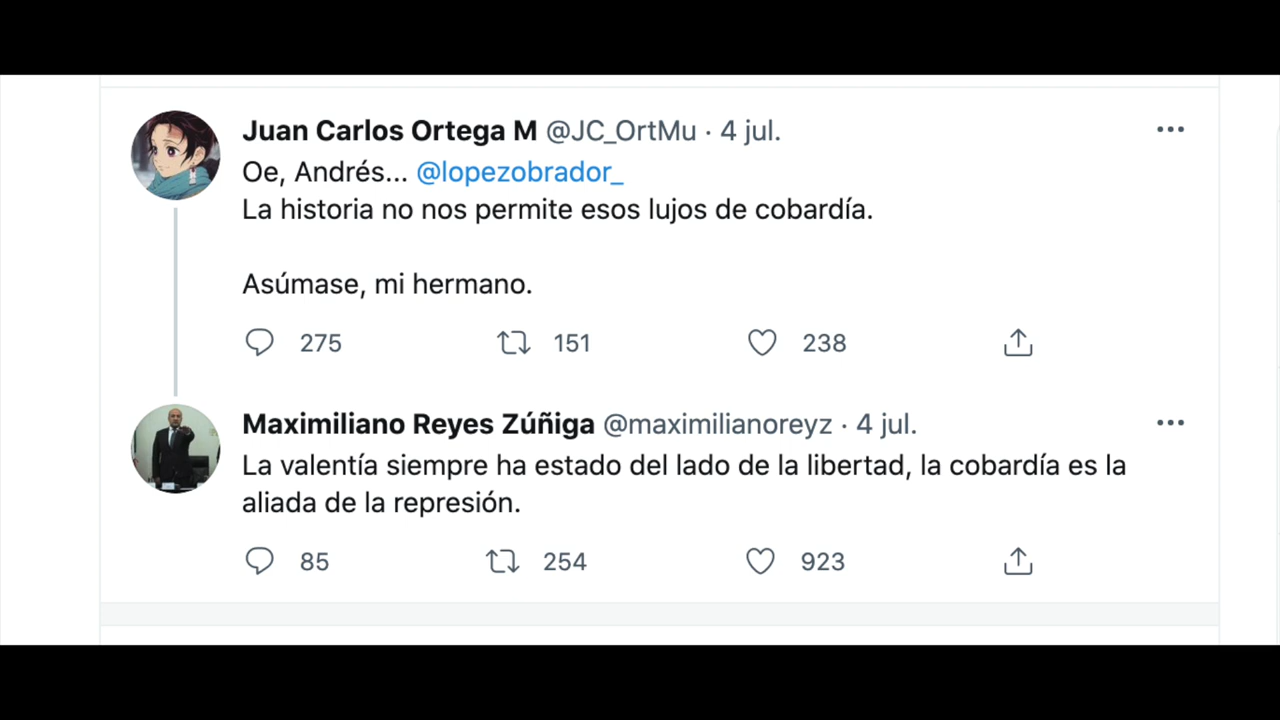 Juan Carlos Ortega M @JC_OrtMu · 4 jul.
Oe, Andrés... @lopezobrador_
La historia no nos permite esos lujos de cobardía.
Asúmase, mi hermano.
275 151 238
Maximiliano Reyes Zúñiga @maximilianoreyz · 4 jul.
La valentía siempre ha estado del lado de la libertad, la cobardía es la
aliada de la represión.
85 254 923